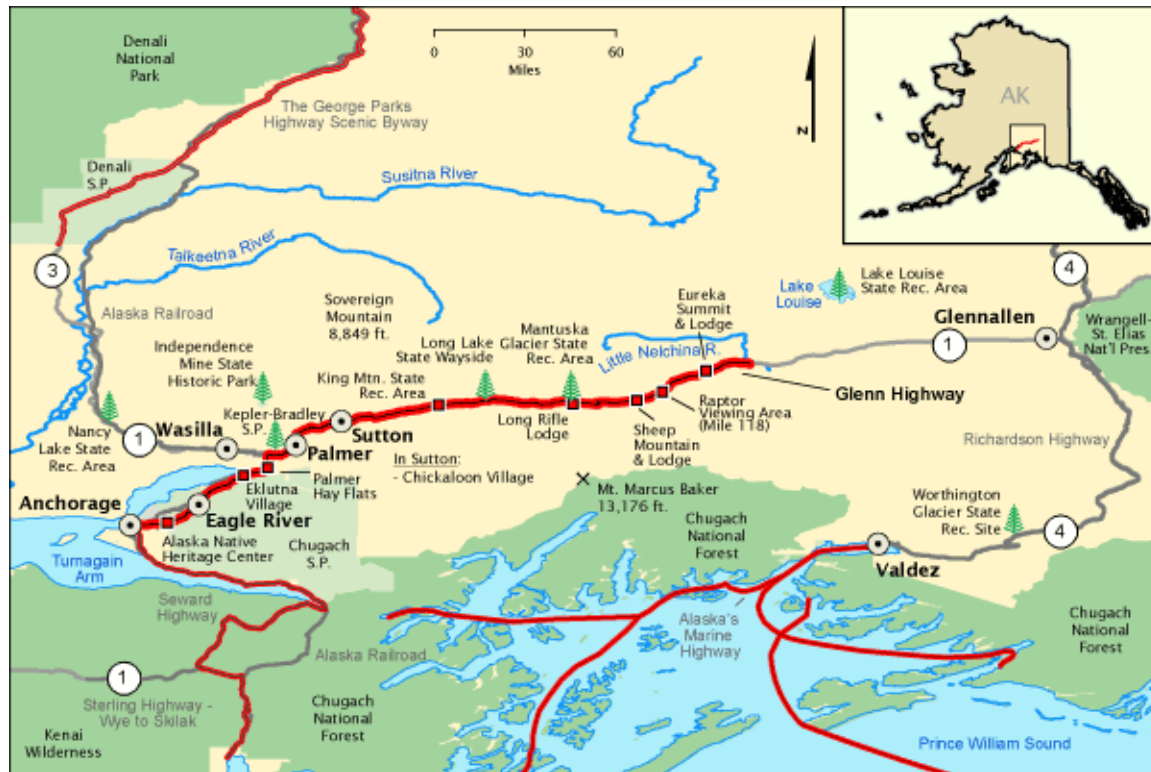 Denali
National
Park
0
30
60
Miles
N
AK
The George Parks
Highway Scenic Byway
Denali
S.P.
Susitna River
Talkeetna River
3
4
Alaska Railroad
Sovereign
Mountain
8,849 ft.
Independence
Mine State
Historic Park
King Mtn. State
Rec. Area
Long Lake
State Wayside
Mantuska
Glacier State
Rec. Area
Little Nelchina R.
Eureka
Summit
& Lodge
Lake
Louise
Lake Louise
State Rec. Area
Glennallen
Wrangell-
St. Elias
Nat'l Pres.
1
Glenn Highway
Nancy
Lake State
Rec. Area
1
Wasilla
Kepler-Bradley
S.P.
Palmer
Sutton
Long Rifle
Lodge
Sheep
Mountain
& Lodge
Raptor
Viewing Area
(Mile 118)
Richardson Highway
In Sutton:
- Chickaloon Village
Palmer
Hay Flats
Eklutna
Village
Anchorage
Eagle River
Alaska Native
Heritage Center
Chugach
S.P.
Mt. Marcus Baker
13,176 ft.
Chugach
National
Forest
Worthington
Glacier State
Rec. Site
4
Valdez
Turnagain
Arm
Seward
Highway
Alaska Railroad
Alaska's
Marine
Highway
Chugach
National
Forest
1
Sterling Highway -
Wye to Skilak
Kenai
Wilderness
Chugach
National
Forest
Prince William Sound